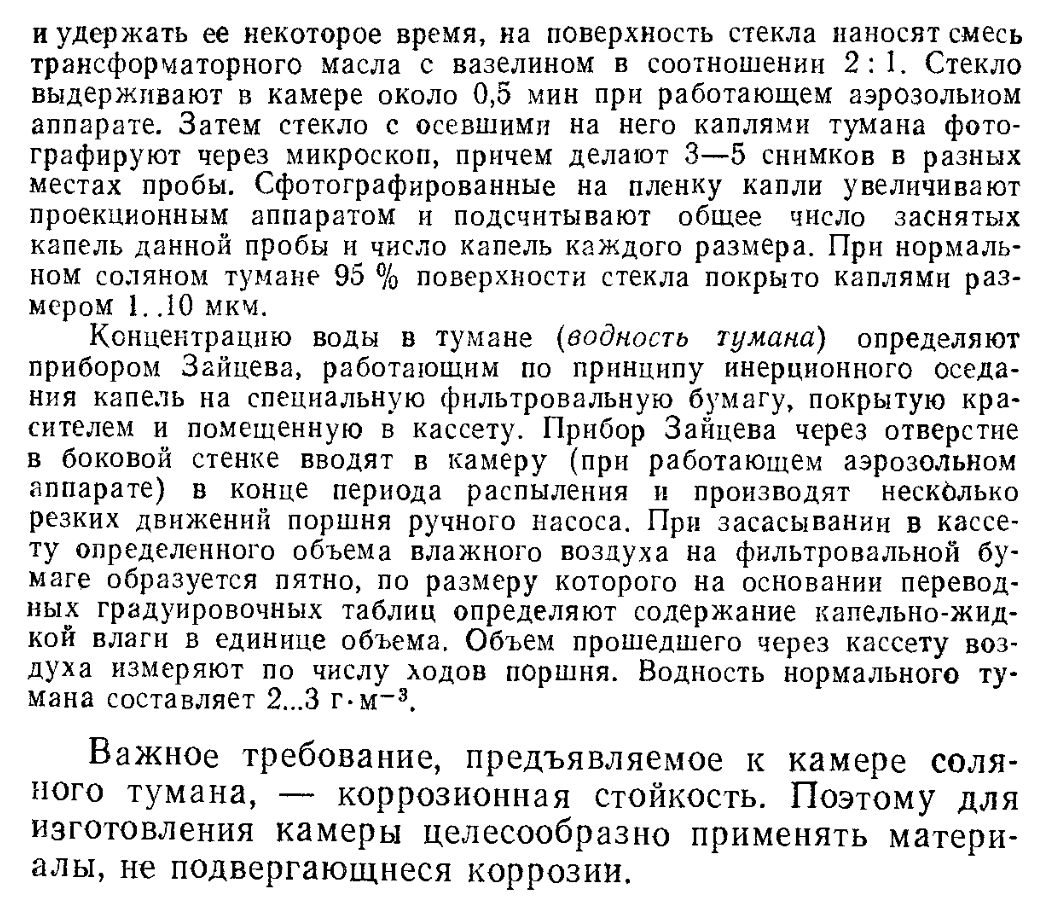 и удержать ее некоторое время, на поверхность стекла наносят смесь
трансформаторного масла с вазелином в соотношении 2 : 1. Стекло
выдерживают в камере около 0,5 мин при работающем аэрозольном
аппарате. Затем стекло с осевшими на него каплями тумана фото-
графируют через микроскоп, причем делают 3—5 снимков в разных
местах пробы. Сфотографированные на пленку капли увеличивают
проекционным аппаратом и подсчитывают общее число заснятых
капель данной пробы и число капель каждого размера. При нормаль-
ном соляном тумане 95 % поверхности стекла покрыто каплями раз-
мером 1. .10 мкм.
Концентрацию воды в тумане (водность тумана) определяют
прибором Зайцева, работающим по принципу инерционного оседа-
ния капель на специальную фильтровальную бумагу, покрытую кра-
сителем и помещенную в кассету. Прибор Зайцева через отверстие
в боковой стенке вводят в камеру (при работающем аэрозольном
аппарате) в конце периода распыления и производят несколько
резких движений поршня ручного насоса. При засасывании в кассе-
ту определенного объема влажного воздуха на фильтровальной бу-
маге образуется пятно, по размеру которого на основании перевод-
ных градуировочных таблиц определяют содержание капельно-жид-
кой влаги в единице объема. Объем прошедшего через кассету воз-
духа измеряют по числу ходов поршня. Водность нормального ту-
мана составляет 2...3 г·м⁻³.
Важное требование, предъявляемое к камере соля-
ного тумана, — коррозионная стойкость. Поэтому для
изготовления камеры целесообразно применять матери-
алы, не подвергающиеся коррозии.